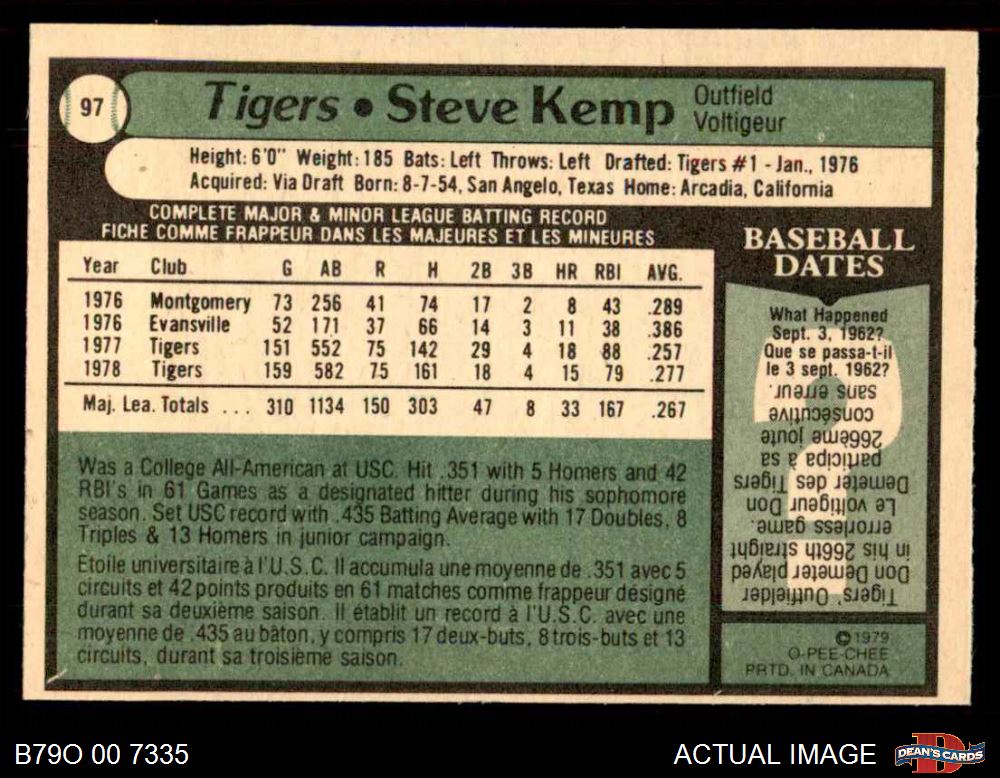 97
Tigers • Steve Kemp Outfield
Voltigeur
Height: 6'0" Weight: 185 Bats: Left Throws: Left Drafted: Tigers #1 - Jan., 1976
Acquired: Via Draft Born: 8-7-54, San Angelo, Texas Home: Arcadia, California
COMPLETE MAJOR & MINOR LEAGUE BATTING RECORD
FICHE COMME FRAPPEUR DANS LES MAJEURES ET LES MINEURES
Year Club G AB R H 2B 3B HR RBI AVG.
1976 Montgomery 73 256 41 74 17 2 8 43 .289
1976 Evansville 52 171 37 66 14 3 11 38 .386
1977 Tigers 151 552 75 142 29 4 18 88 .257
1978 Tigers 159 582 75 161 18 4 15 79 .277
Maj. Lea. Totals ... 310 1134 150 303 47 8 33 167 .267
Was a College All-American at USC. Hit .351 with 5 Homers and 42
RBI's in 61 Games as a designated hitter during his sophomore
season. Set USC record with .435 Batting Average with 17 Doubles, 8
Triples & 13 Homers in junior campaign.
Etoile universitaire à l'U.S.C. Il accumula une moyenne de .351 avec 5
circuits et 42 points produits en 61 matches comme frappeur désigné
durant sa deuxième saison. Il établit un record à l'U.S.C. avec une
moyenne de .435 au bâton, y compris 17 deux-buts, 8 trois-buts et 13
circuits, durant sa troisième saison.
BASEBALL
DATES
What Happened
Sept. 3, 1962?
Que se passa-t-il
le 3 sept. 1962?
Tigers' Outfielder
Don Demeter played
in his 266th straight
errorless game.
Le voltigeur Don
Demeter des Tigers
participa à sa
266ème joute
consécutive
sans erreur.
©1979
O-PEE-CHEE
PRTD. IN CANADA
B79O 00 7335
ACTUAL IMAGE
D
DEAN'S CARDS